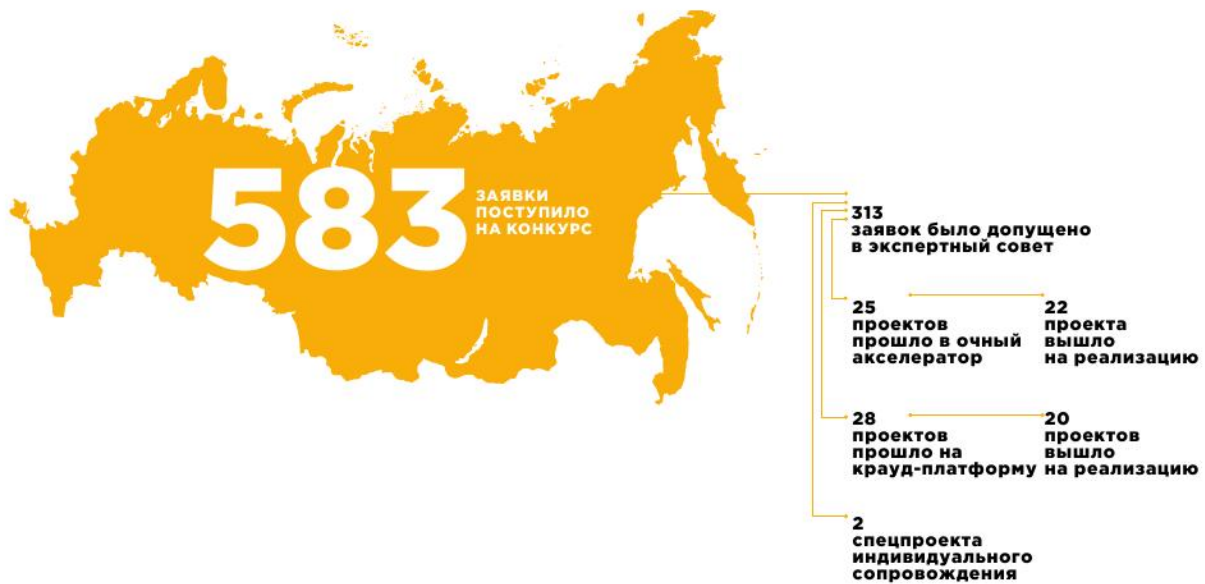 583
ЗАЯВКИ
ПОСТУПИЛО
НА КОНКУРС
313
заявок было допущено
в экспертный совет
25
проектов
прошло в очный
акселератор
22
проекта
вышло
на реализацию
28
проектов
прошло на
крауд-платформу
20
проектов
вышло
на реализацию
2
спецпроекта
индивидуального
сопровождения